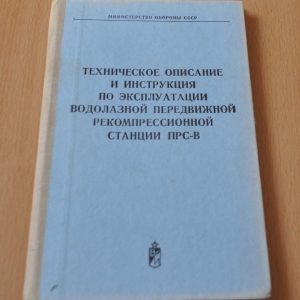 МИНИСТЕРСТВО ОБОРОНЫ СССР
ТЕХНИЧЕСКОЕ ОПИСАНИЕ
И ИНСТРУКЦИЯ
ПО ЭКСПЛУАТАЦИИ
ВОДОЛАЗНОЙ ПЕРЕДВИЖНОЙ
РЕКОМПРЕССИОННОЙ
СТАНЦИИ ПРС-В